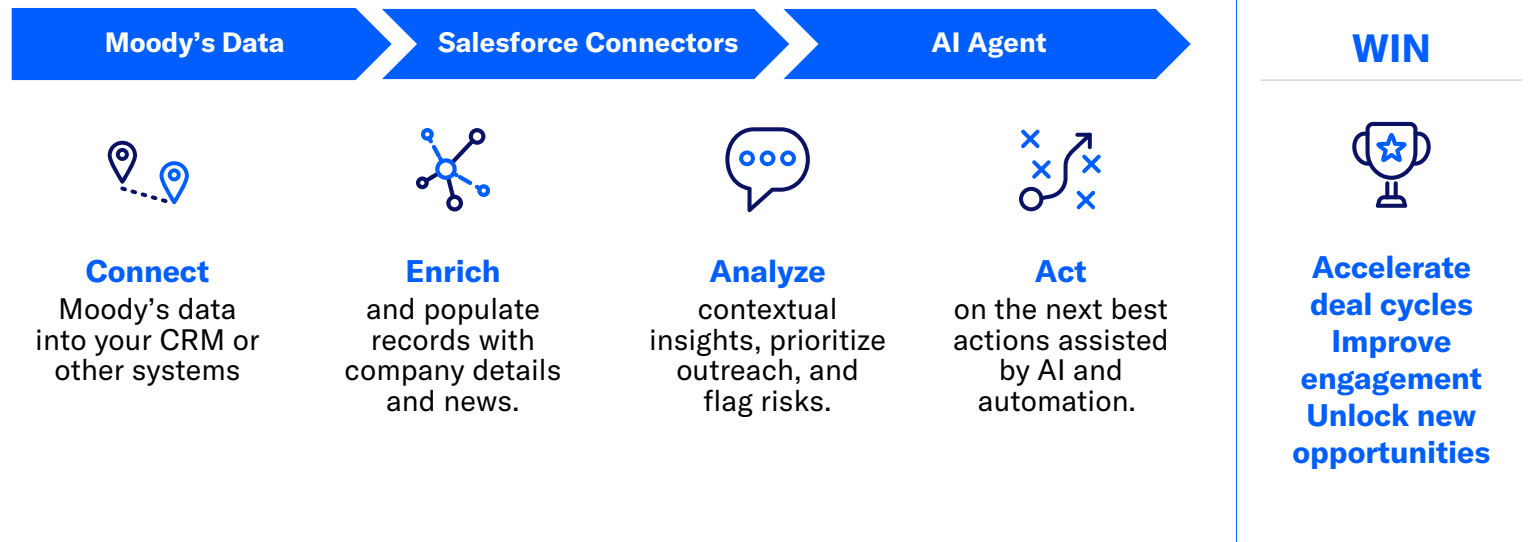 Moody’s Data
Salesforce Connectors
AI Agent
WIN
Connect
Moody’s data
into your CRM or
other systems
Enrich
and populate
records with
company details
and news.
Analyze
contextual
insights, prioritize
outreach, and
flag risks.
Act
on the next best
actions assisted
by AI and
automation.
Accelerate
deal cycles
Improve
engagement
Unlock new
opportunities